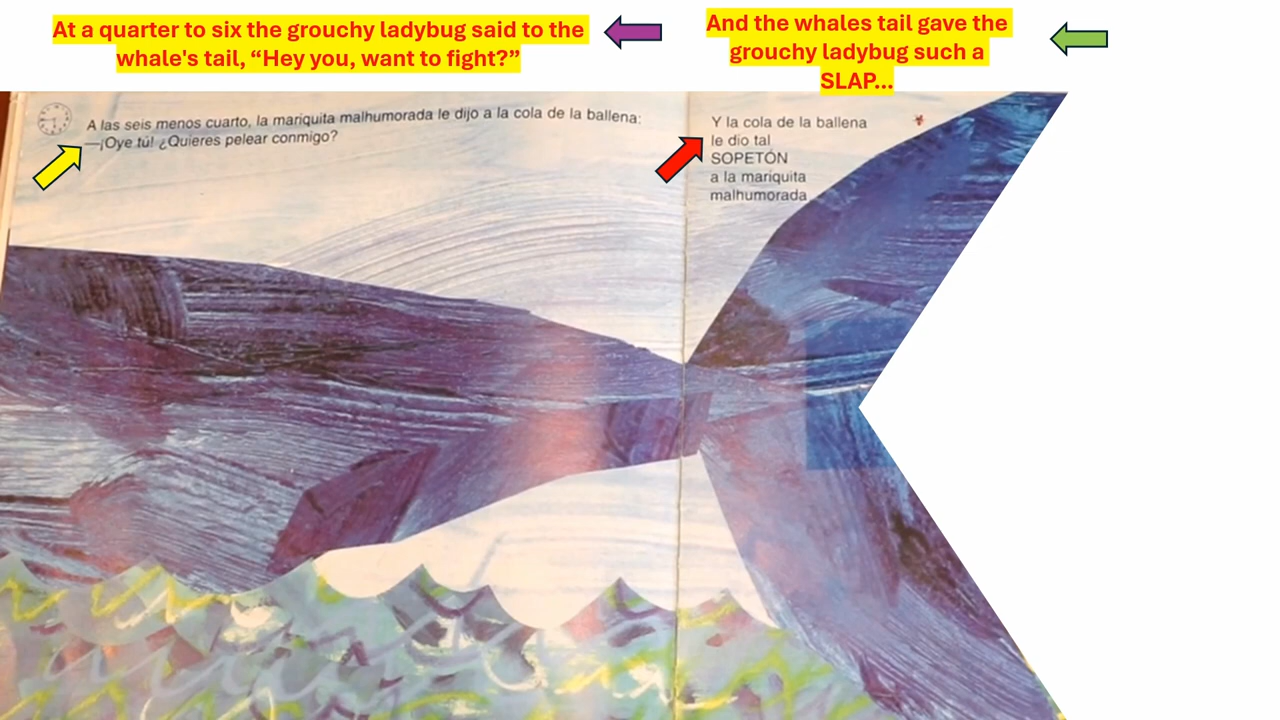 At a quarter to six the grouchy ladybug said to the
whale's tail, “Hey you, want to fight?”
And the whales tail gave the
grouchy ladybug such a
SLAP...
A las seis menos cuarto, la mariquita malhumorada le dijo a la cola de la ballena:
—¡Oye tú! ¿Quieres pelear conmigo?
Y la cola de la ballena
le dio tal
SOPETÓN
a la mariquita
malhumorada